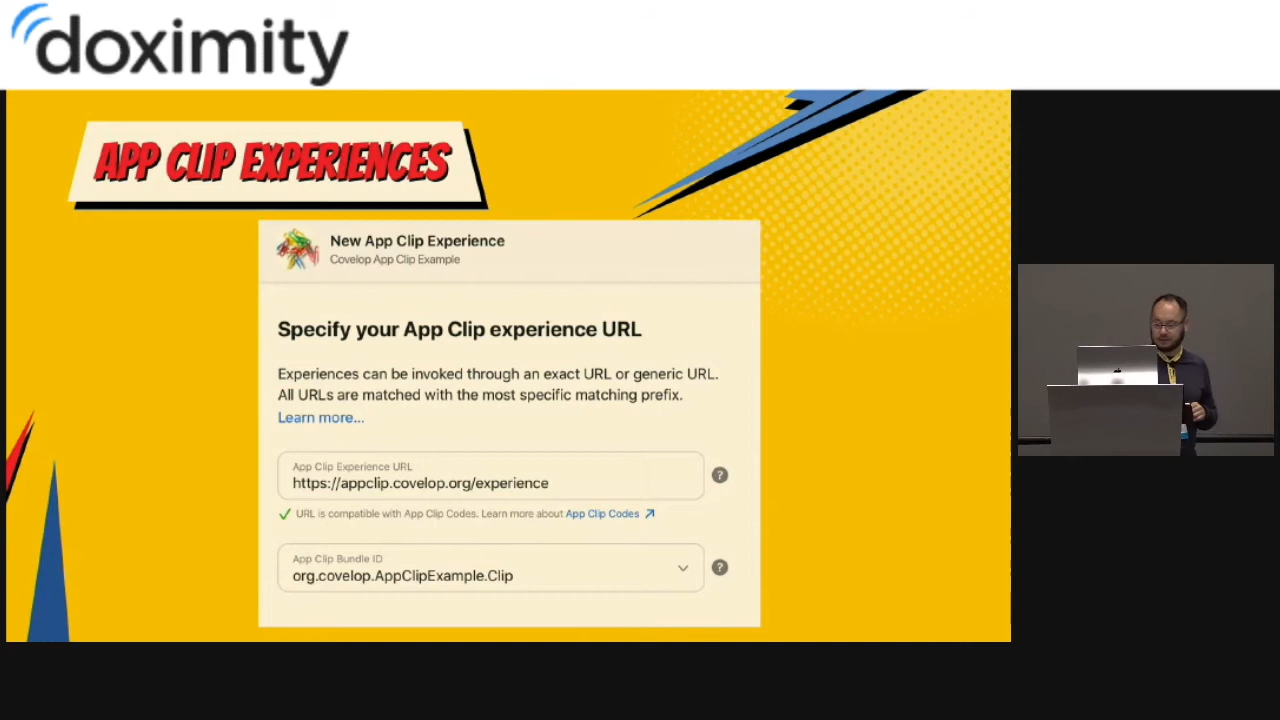 doximity
APP CLIP EXPERIENCES
New App Clip Experience
Covelop App Clip Example
Specify your App Clip experience URL
Experiences can be invoked through an exact URL or generic URL.
All URLs are matched with the most specific matching prefix.
Learn more...
App Clip Experience URL
https://appclip.covelop.org/experience
?
URL is compatible with App Clip Codes. Learn more about App Clip Codes
App Clip Bundle ID
org.covelop.AppClipExample.Clip
?